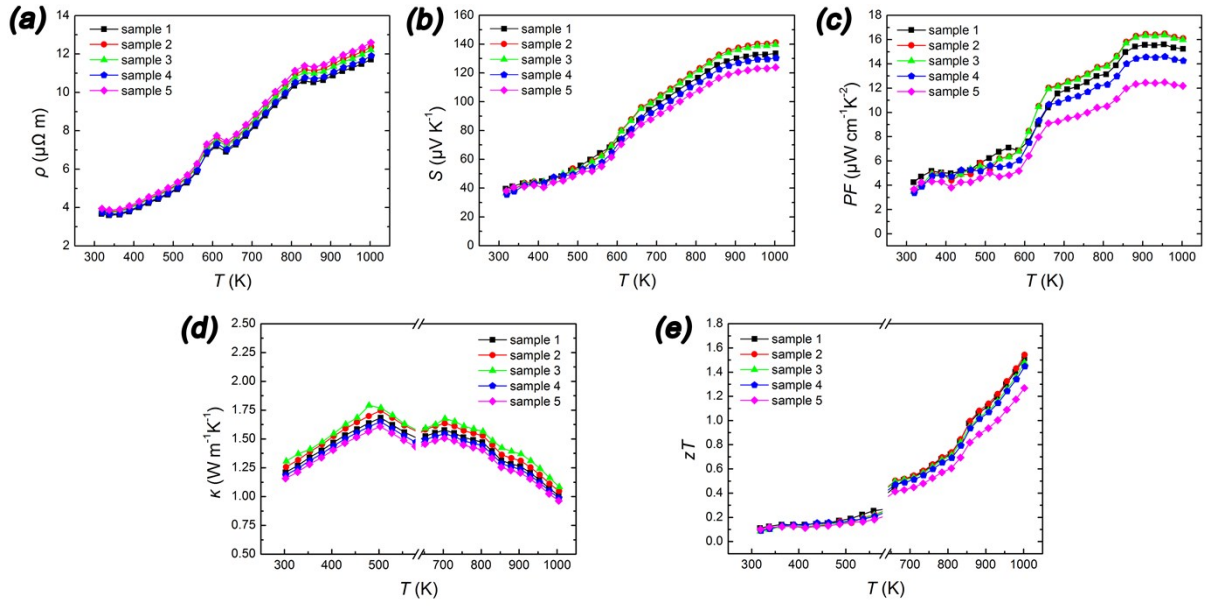 (a)
sample 1
sample 2
sample 3
sample 4
sample 5
14
12
10
8
6
4
2
ρ (μΩ m)
300 400 500 600 700 800 900 1000
T (K)
(b)
sample 1
sample 2
sample 3
sample 4
sample 5
160
140
120
100
80
60
40
20
0
S (μV K⁻¹)
300 400 500 600 700 800 900 1000
T (K)
(c)
sample 1
sample 2
sample 3
sample 4
sample 5
18
16
14
12
10
8
6
4
2
0
PF (μW cm⁻¹K⁻²)
300 400 500 600 700 800 900 1000
T (K)
(d)
sample 1
sample 2
sample 3
sample 4
sample 5
2.50
2.25
2.00
1.75
1.50
1.25
1.00
0.75
0.50
κ (W m⁻¹K⁻¹)
300 400 500 700 800 900 1000
T (K)
(e)
sample 1
sample 2
sample 3
sample 4
sample 5
1.8
1.6
1.4
1.2
1.0
0.8
0.6
0.4
0.2
0.0
zT
300 400 500 700 800 900 1000
T (K)